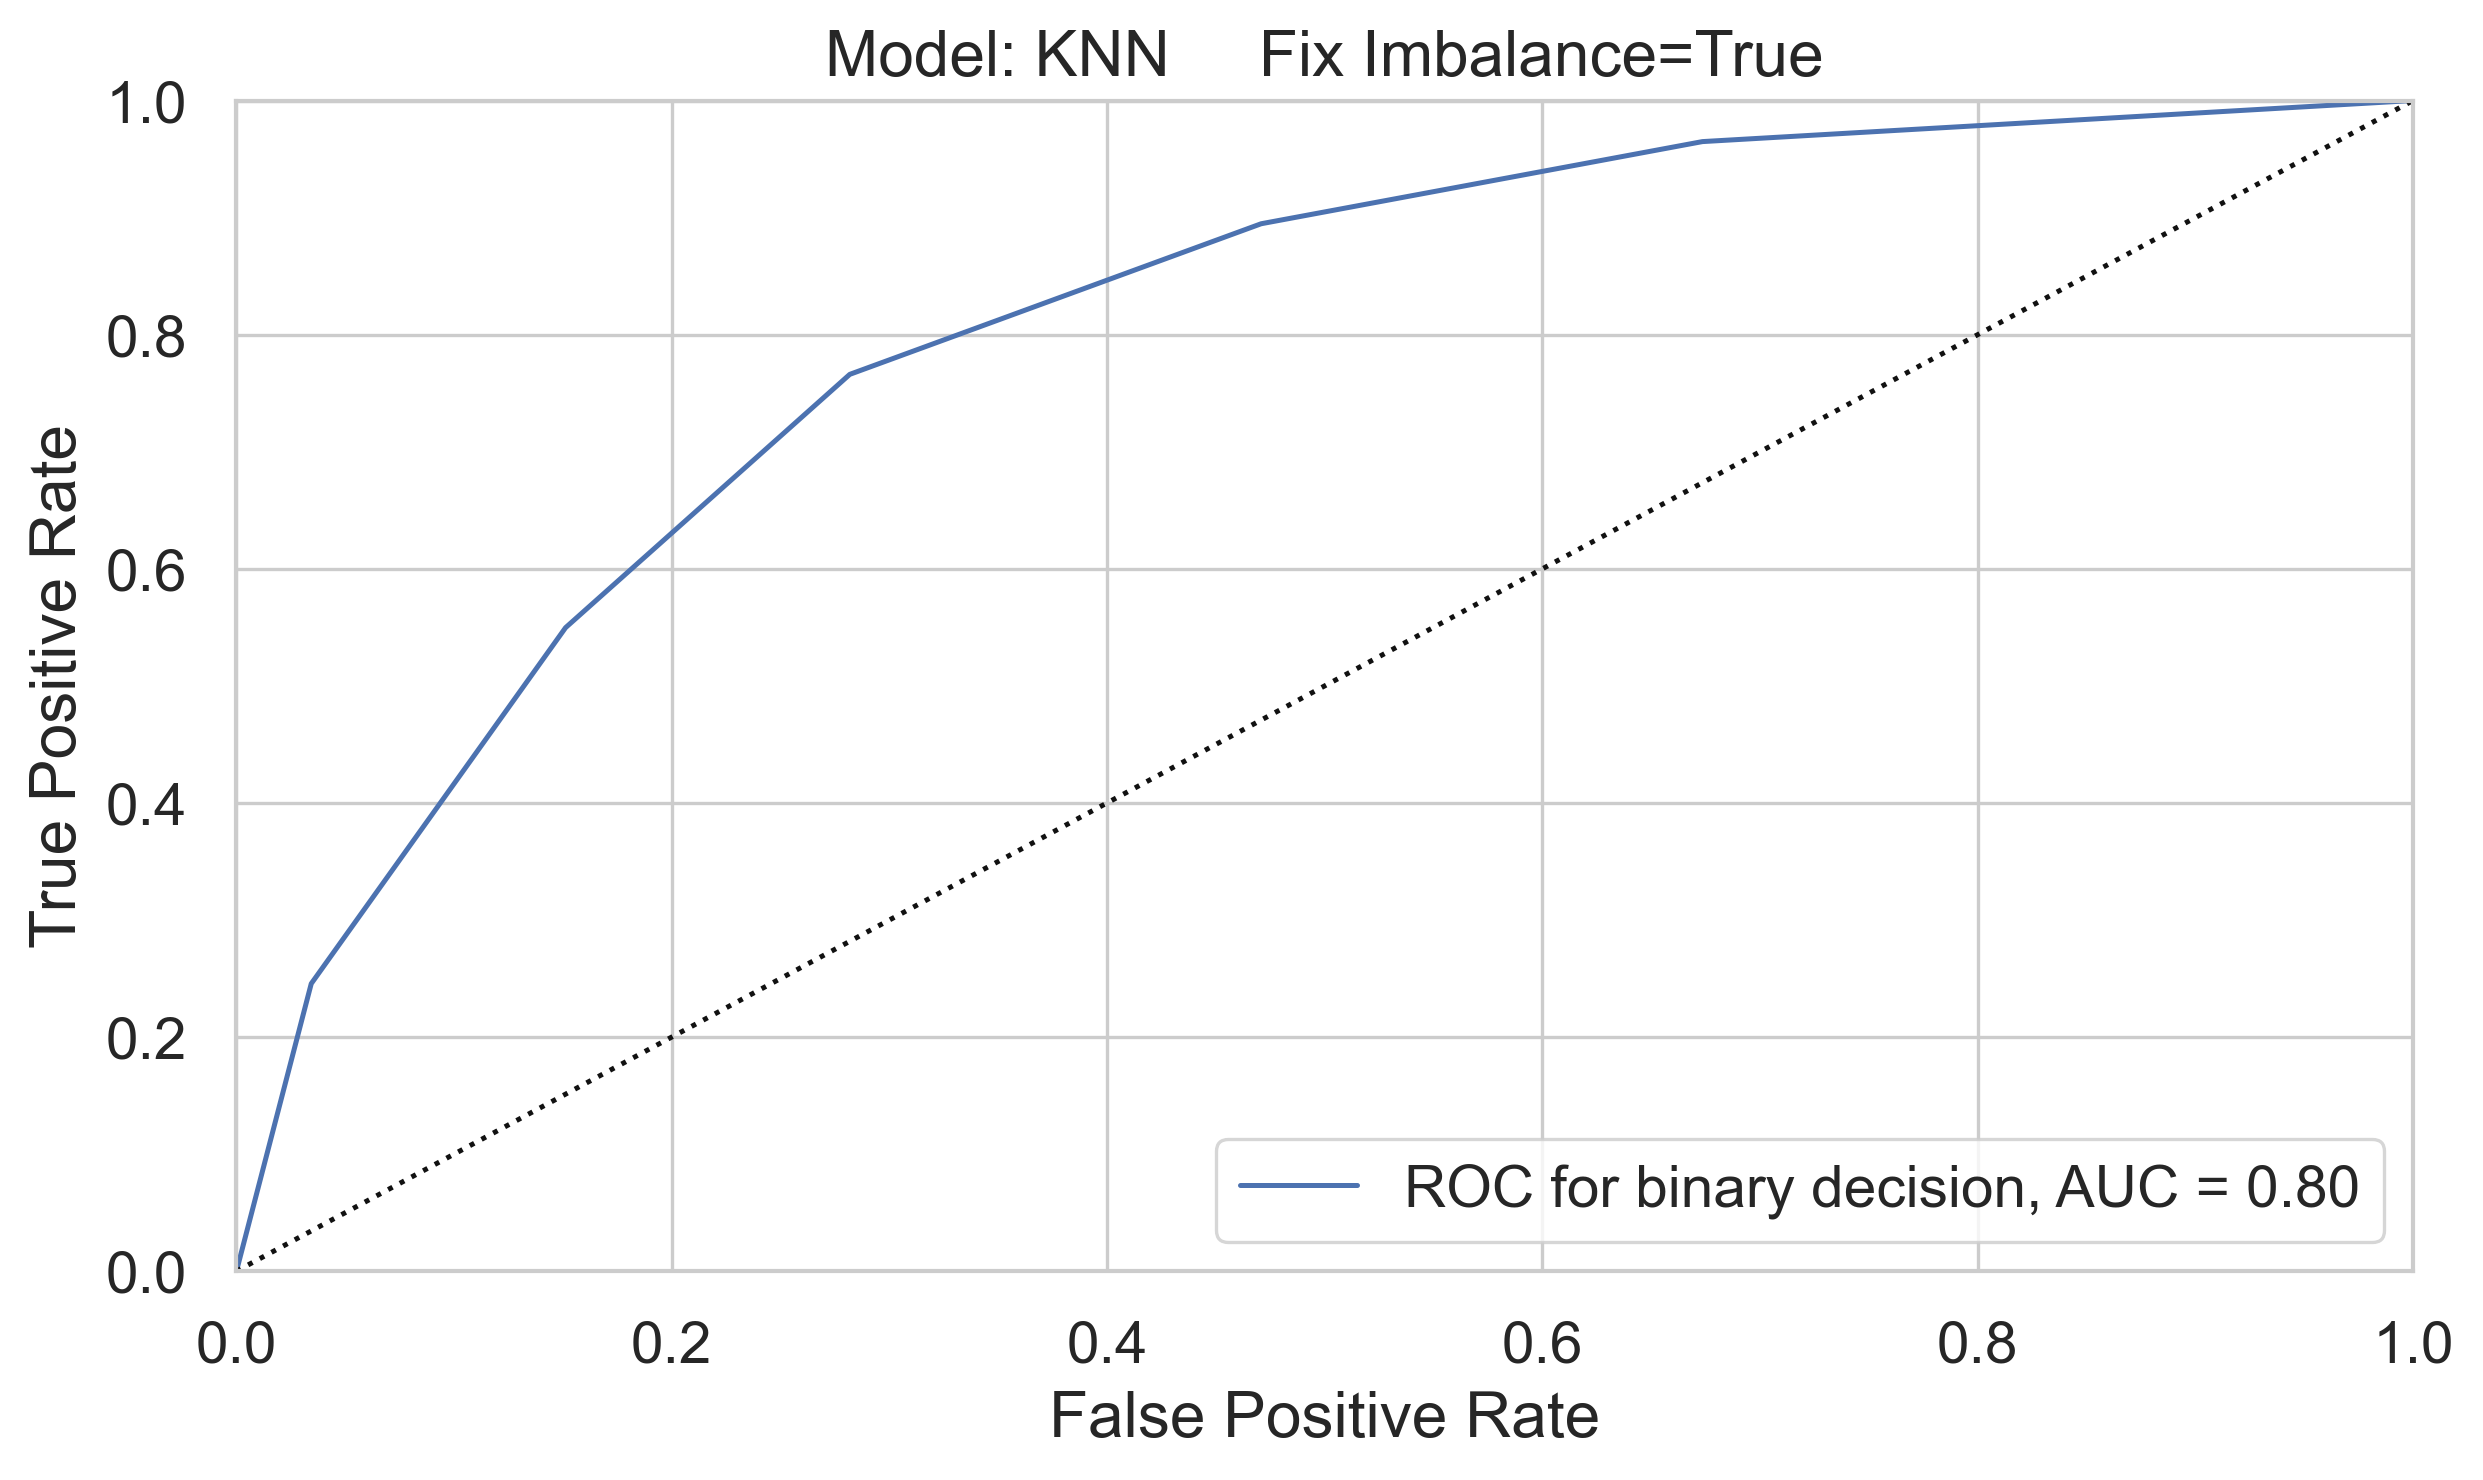 Model: KNN     Fix Imbalance=True
1.0
0.8
0.6
0.4
0.2
0.0
True Positive Rate
ROC for binary decision, AUC = 0.80
0.0 0.2 0.4 0.6 0.8 1.0
False Positive Rate